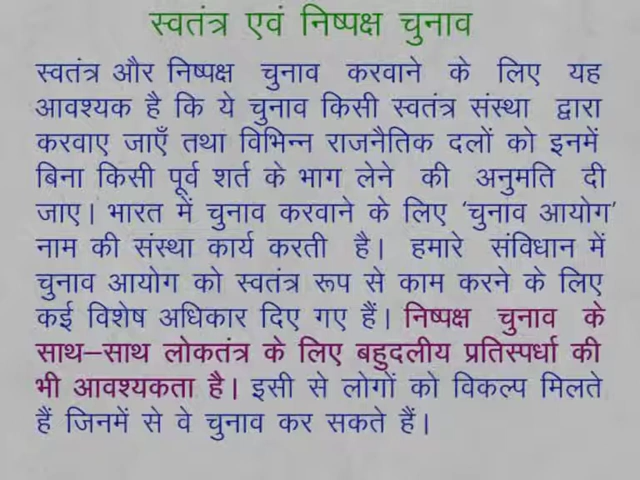 स्वतंत्र एवं निष्पक्ष चुनाव
स्वतंत्र और निष्पक्ष चुनाव करवाने के लिए यह
आवश्यक है कि ये चुनाव किसी स्वतंत्र संस्था द्वारा
करवाए जाएँ तथा विभिन्न राजनैतिक दलों को इनमें
बिना किसी पूर्व शर्त के भाग लेने की अनुमति दी
जाए। भारत में चुनाव करवाने के लिए 'चुनाव आयोग'
नाम की संस्था कार्य करती है। हमारे संविधान में
चुनाव आयोग को स्वतंत्र रूप से काम करने के लिए
कई विशेष अधिकार दिए गए हैं। निष्पक्ष चुनाव के
साथ–साथ लोकतंत्र के लिए बहुदलीय प्रतिस्पर्धा की
भी आवश्यकता है। इसी से लोगों को विकल्प मिलते
हैं जिनमें से वे चुनाव कर सकते हैं।